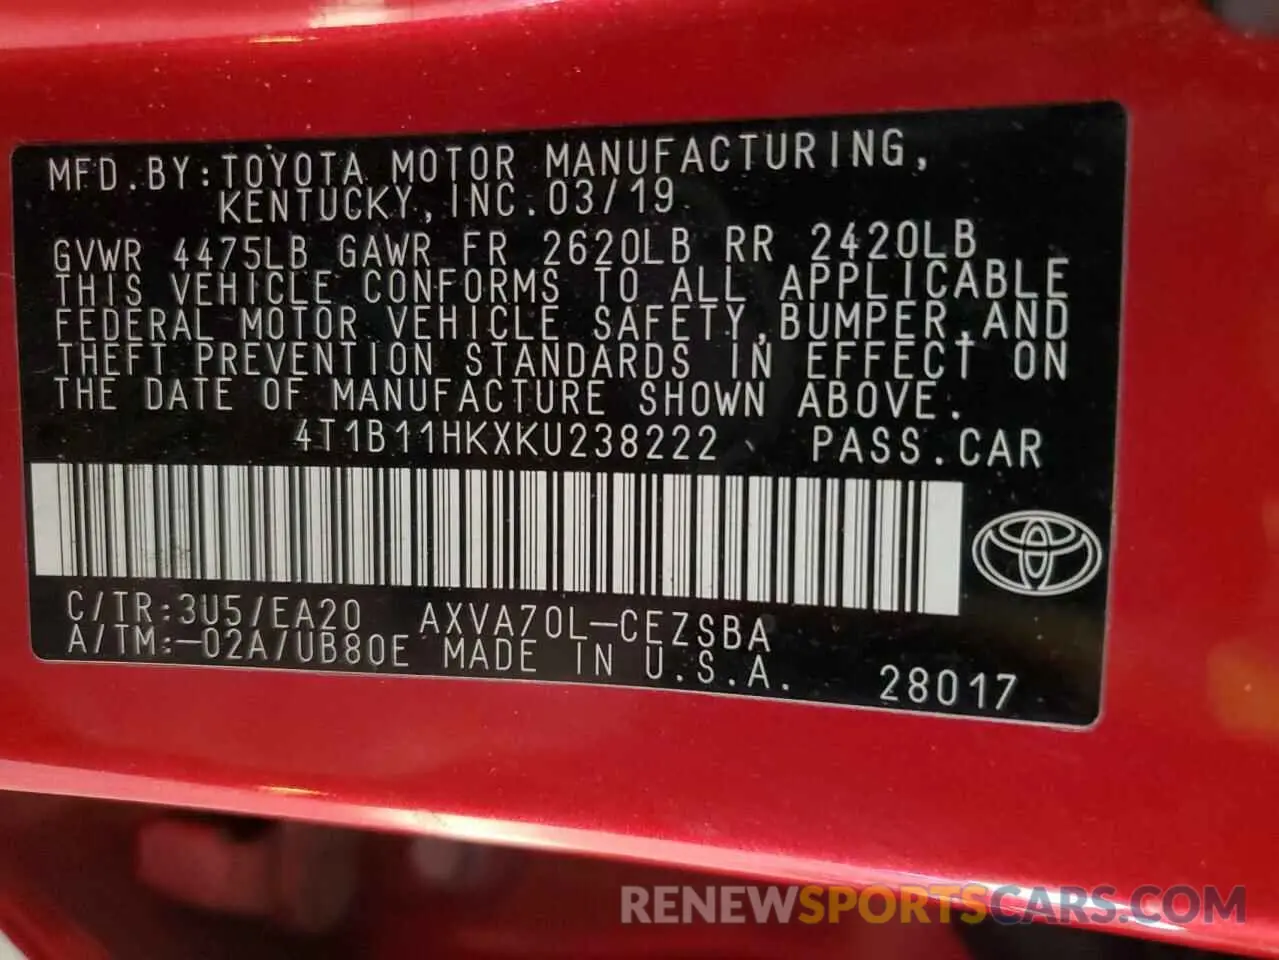 MFD.BY:TOYOTA MOTOR MANUFACTURING,
KENTUCKY,INC.03/19
GVWR 4475LB GAWR FR 2620LB RR 2420LB
THIS VEHICLE CONFORMS TO ALL APPLICABLE
FEDERAL MOTOR VEHICLE SAFETY,BUMPER,AND
THEFT PREVENTION STANDARDS IN EFFECT ON
THE DATE OF MANUFACTURE SHOWN ABOVE.
4T1B11HKXKU238222 PASS.CAR
C/TR:3U5/EA20 AXVA70L-CEZSBA
A/TM:-02A/UB80E MADE IN U.S.A.
28017
RENEWSPORTSCARS.COM